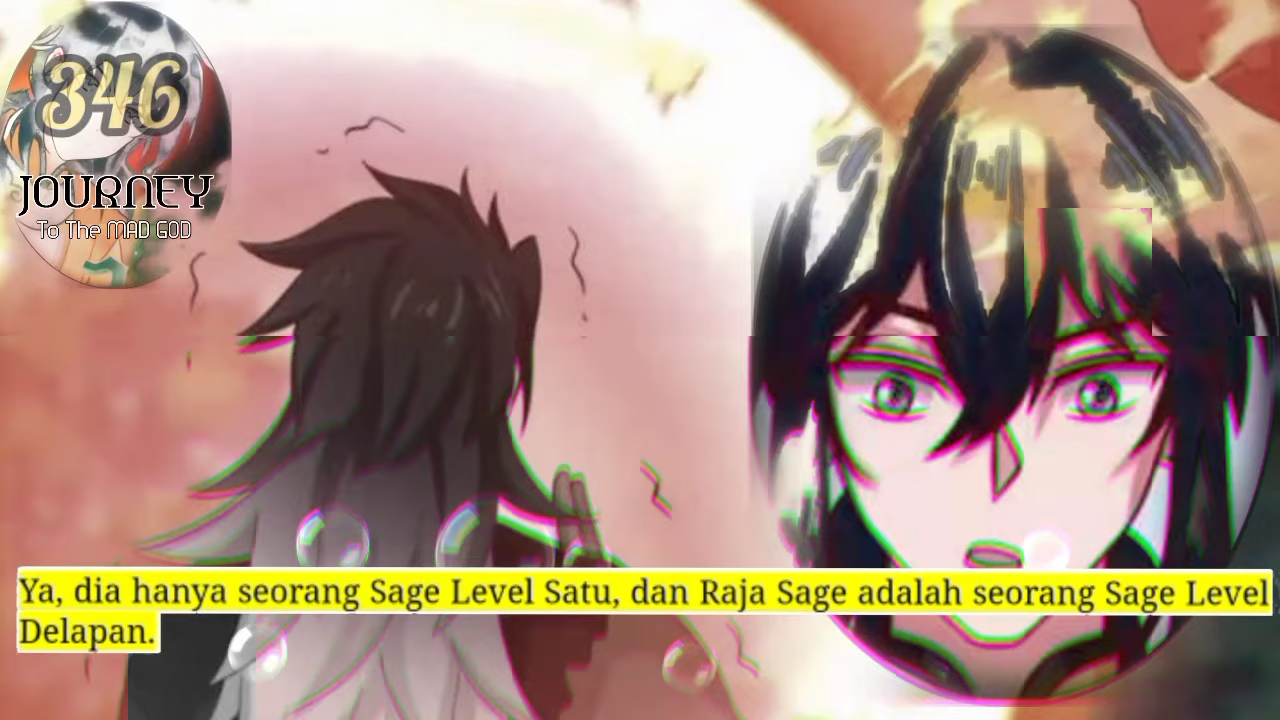 346
JOURNEY
To The MAD GOD
Ya, dia hanya seorang Sage Level Satu, dan Raja Sage adalah seorang Sage Level
Delapan.